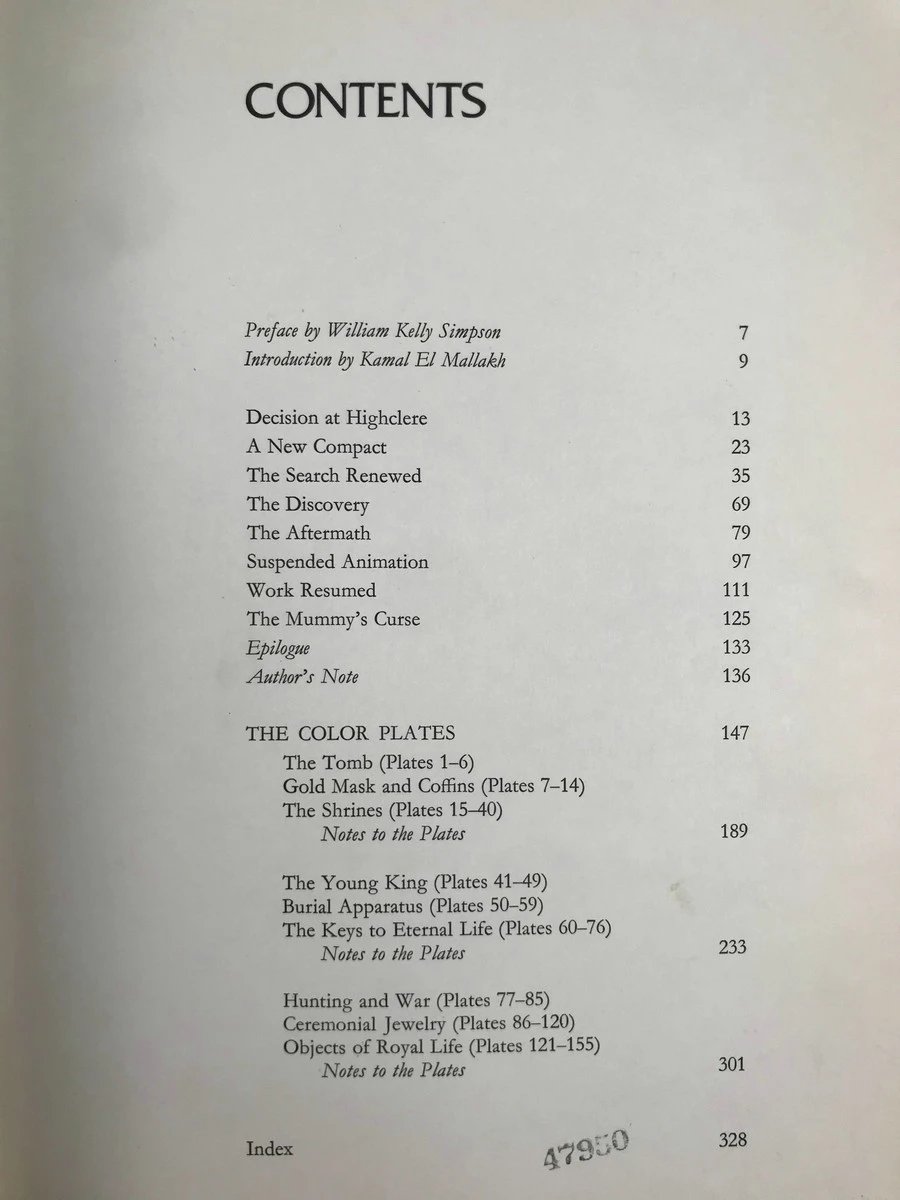 CONTENTS
Preface by William Kelly Simpson 7
Introduction by Kamal El Mallakh 9
Decision at Highclere 13
A New Compact 23
The Search Renewed 35
The Discovery 69
The Aftermath 79
Suspended Animation 97
Work Resumed 111
The Mummy's Curse 125
Epilogue 133
Author's Note 136
THE COLOR PLATES 147
The Tomb (Plates 1–6)
Gold Mask and Coffins (Plates 7–14)
The Shrines (Plates 15–40)
Notes to the Plates 189
The Young King (Plates 41–49)
Burial Apparatus (Plates 50–59)
The Keys to Eternal Life (Plates 60–76)
Notes to the Plates 233
Hunting and War (Plates 77–85)
Ceremonial Jewelry (Plates 86–120)
Objects of Royal Life (Plates 121–155)
Notes to the Plates 301
Index 328
47950